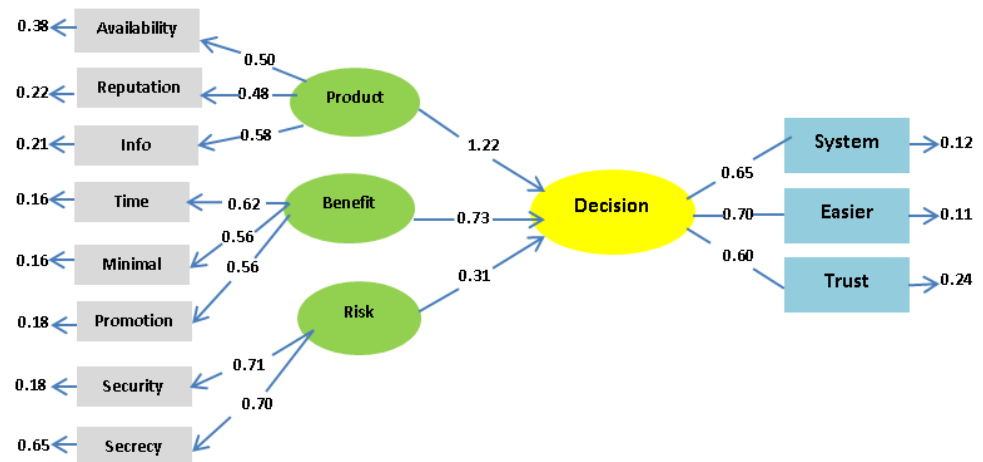 0.38
Availability
0.50
0.22
Reputation
0.48
Product
0.21
Info
0.58
1.22
System
0.12
0.65
0.16
Time
0.62
Benefit
0.73
Decision
0.70
Easier
0.11
0.56
0.16
Minimal
0.56
0.31
0.60
Trust
0.24
0.18
Promotion
Risk
0.18
Security
0.71
0.70
0.65
Secrecy